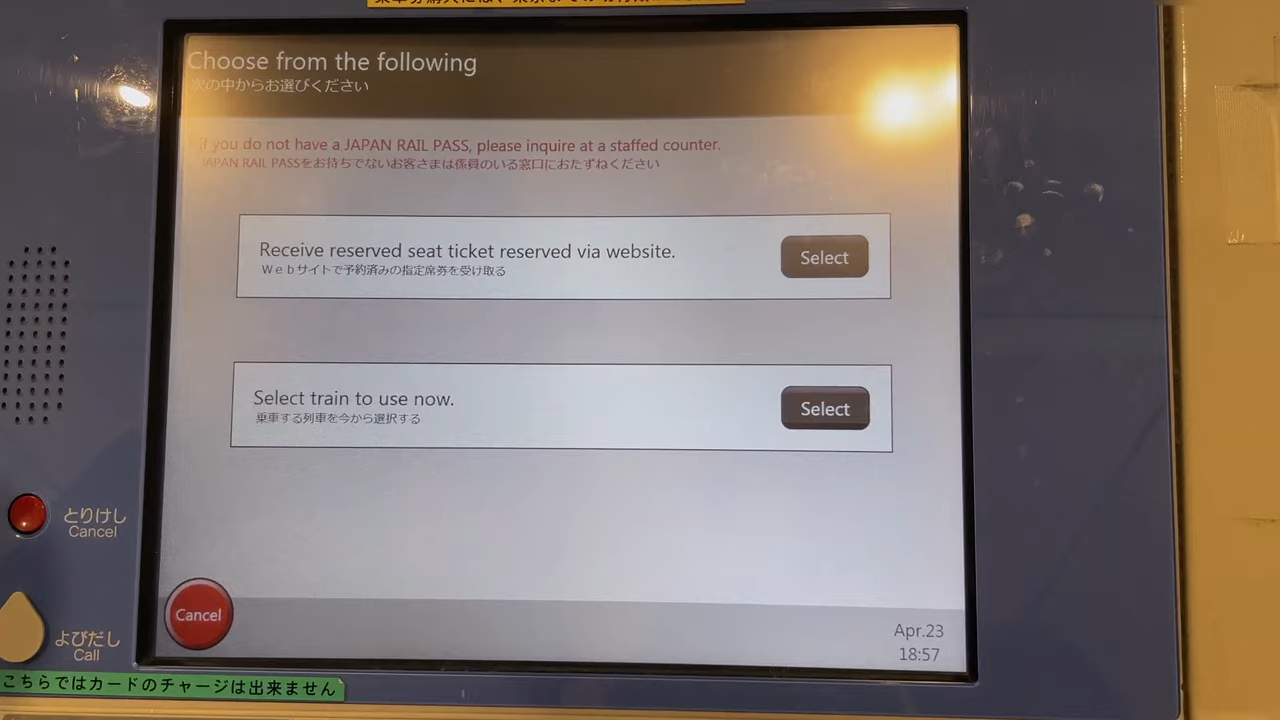 Choose from the following
次の中からお選びください
If you do not have a JAPAN RAIL PASS, please inquire at a staffed counter.
JAPAN RAIL PASSをお持ちでないお客さまは係員のいる窓口におたずねください
Receive reserved seat ticket reserved via website.
Ｗｅｂサイトで予約済みの指定席券を受け取る
Select
Select train to use now.
乗車する列車を今から選択する
Select
とりけし
Cancel
Cancel
よびだし
Call
Apr.23
18:57
こちらではカードのチャージは出来ません